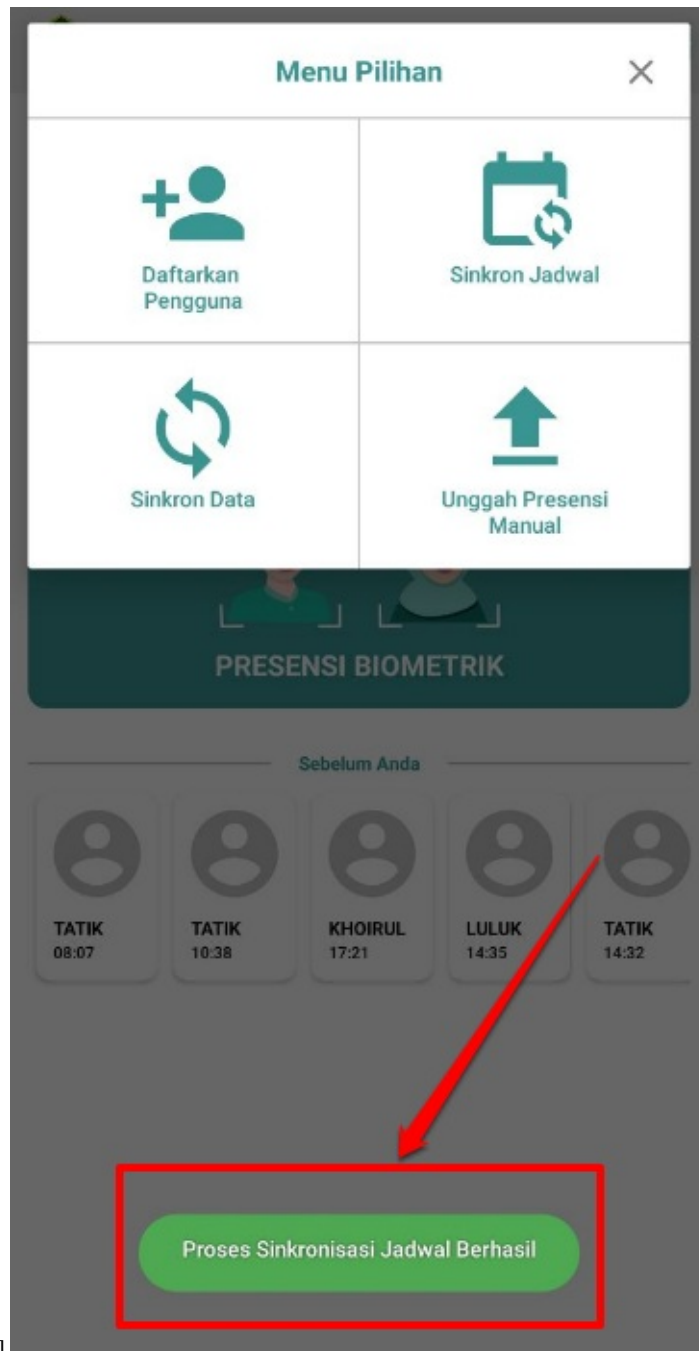 Menu Pilihan
Daftarkan
Pengguna
Sinkron Jadwal
Sinkron Data
Unggah Presensi
Manual
PRESENSI BIOMETRIK
Sebelum Anda
TATIK
08:07
TATIK
10:38
KHOIRUL
17:21
LULUK
14:35
TATIK
14:32
Proses Sinkronisasi Jadwal Berhasil